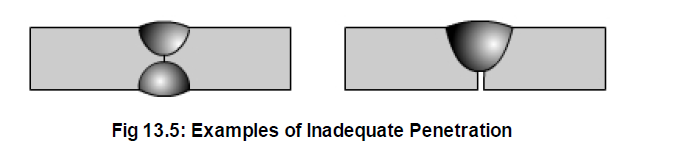 Fig 13.5: Examples of Inadequate Penetration